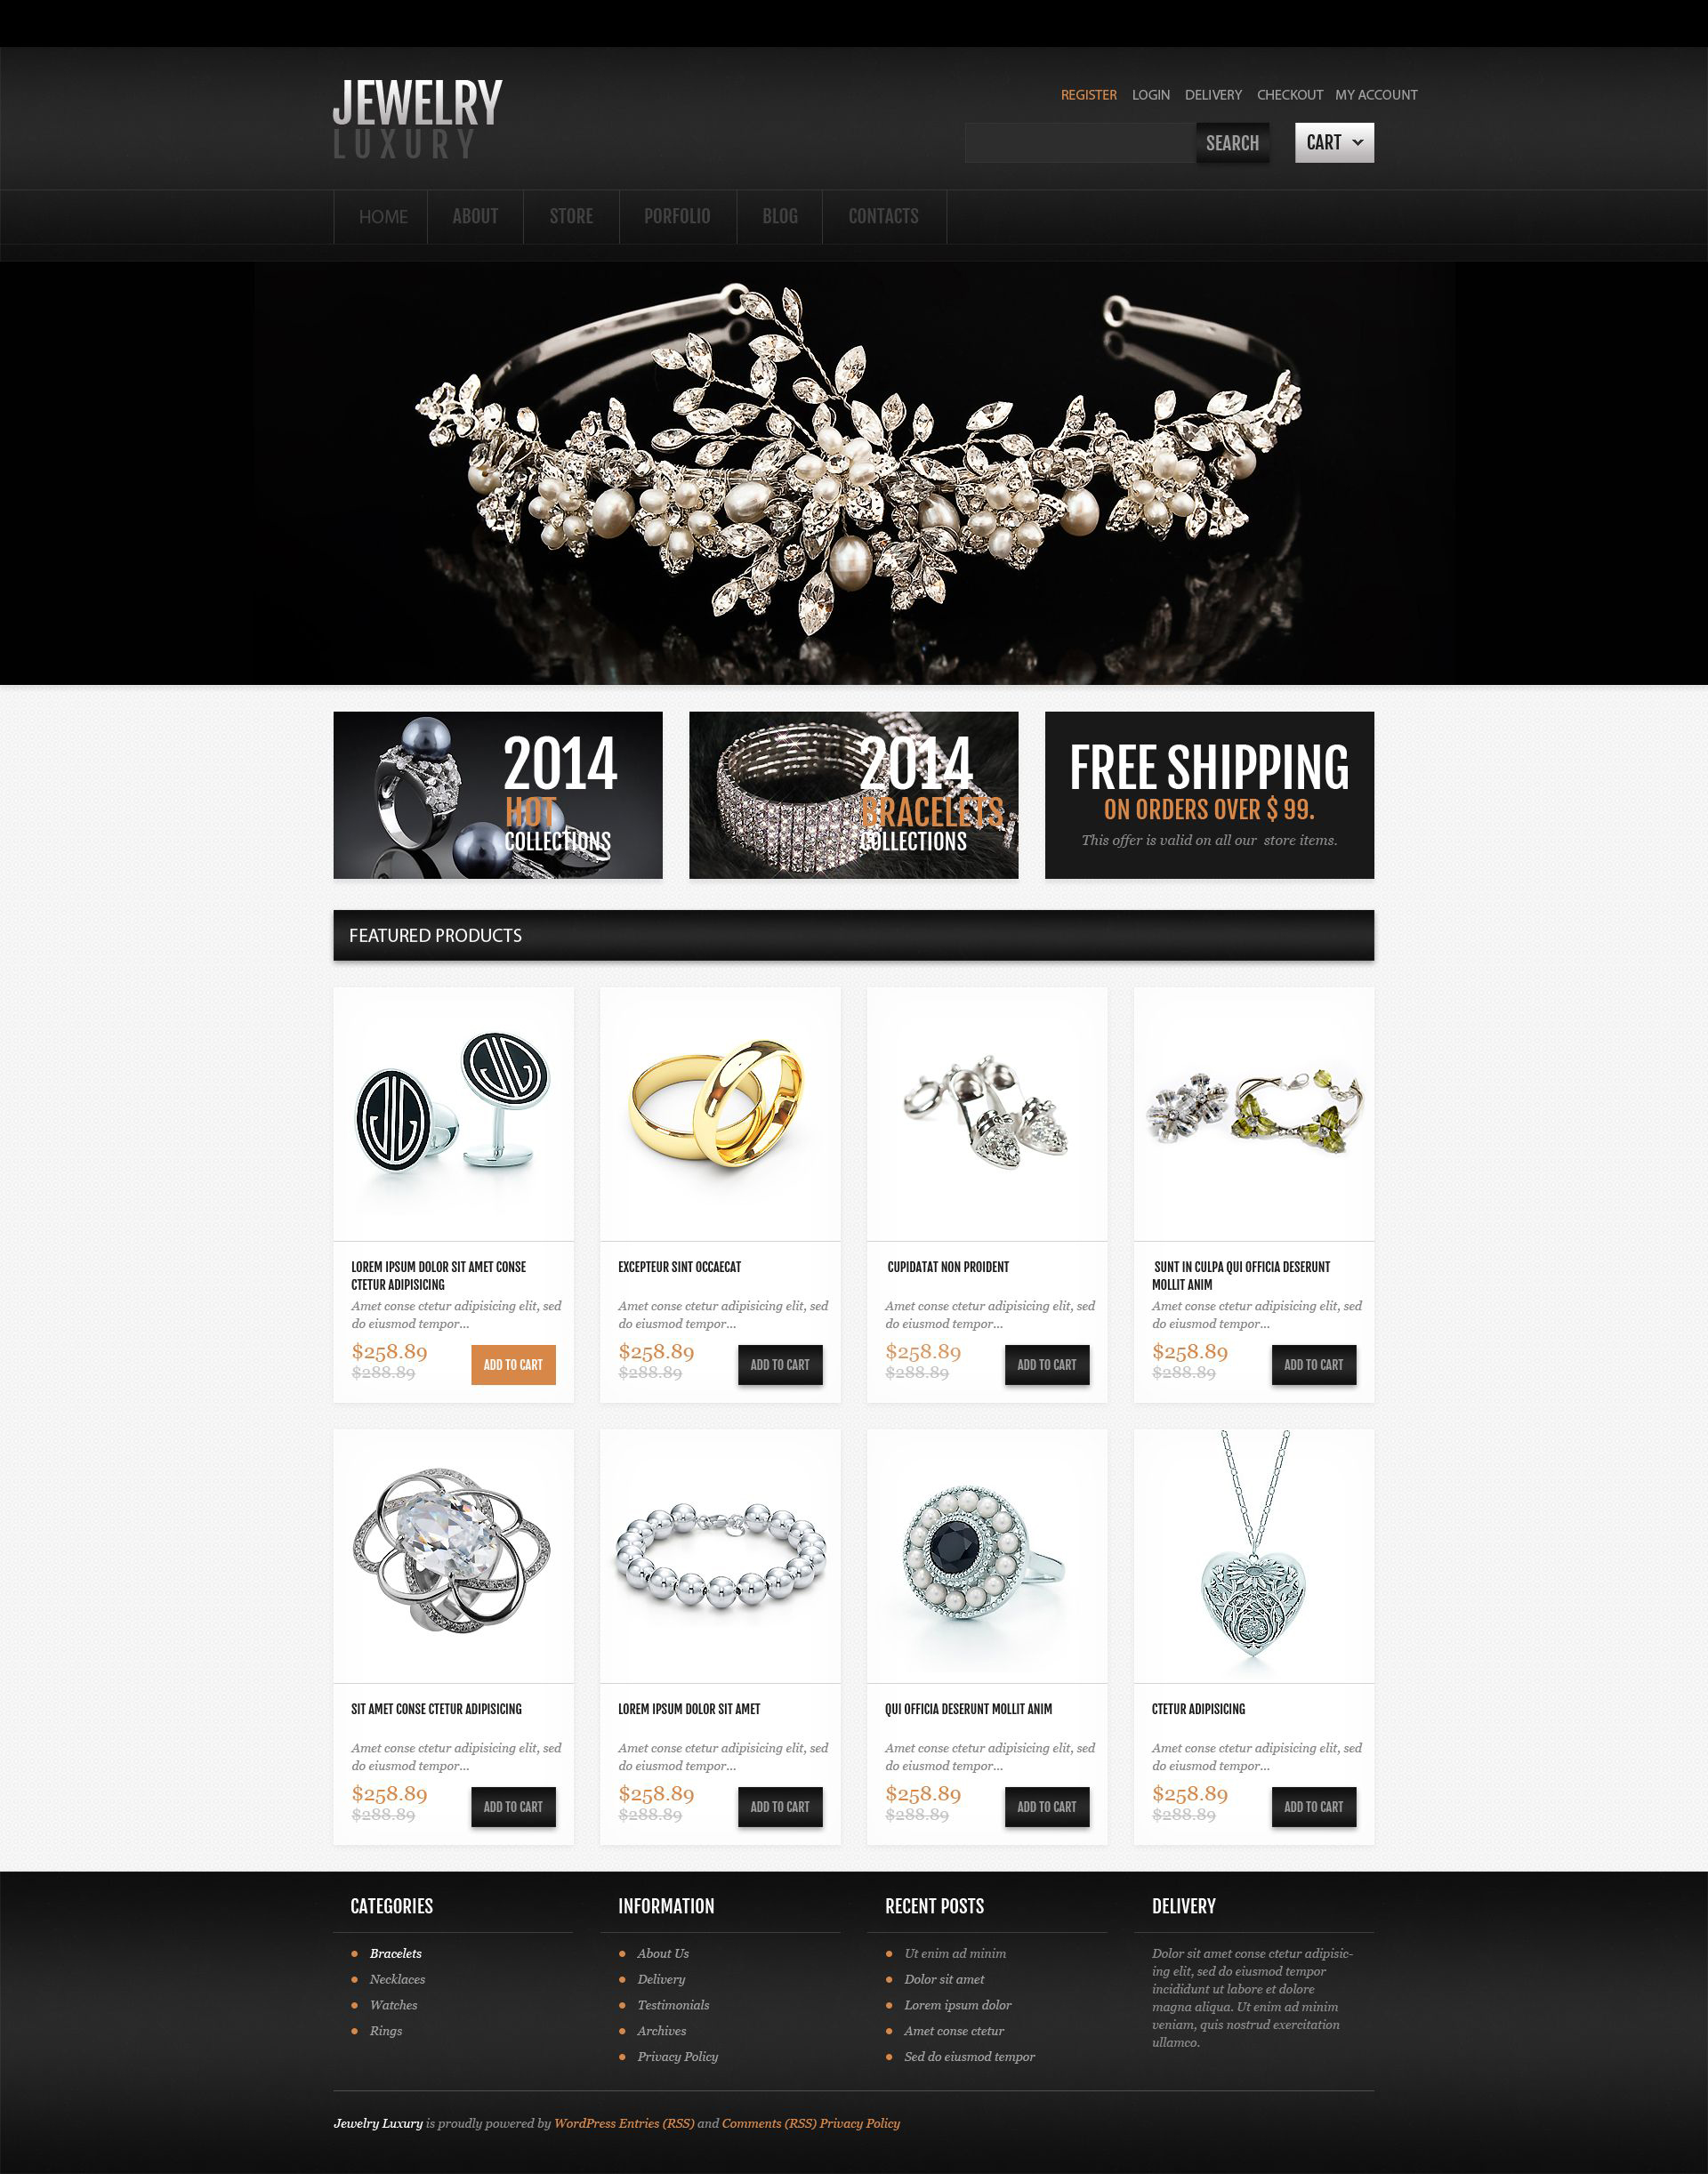 JEWELRY
LUXURY
REGISTER LOGIN DELIVERY CHECKOUT MY ACCOUNT
SEARCH CART
HOME ABOUT STORE PORFOLIO BLOG CONTACTS
2014
HOT
COLLECTIONS
2014
BRACELETS
COLLECTIONS
FREE SHIPPING
ON ORDERS OVER $ 99.
This offer is valid on all our store items.
FEATURED PRODUCTS
LOREM IPSUM DOLOR SIT AMET CONSE
CTETUR ADIPISICING
Amet conse ctetur adipisicing elit, sed
do eiusmod tempor...
$258.89
$288.89
ADD TO CART
EXCEPTEUR SINT OCCAECAT
Amet conse ctetur adipisicing elit, sed
do eiusmod tempor...
$258.89
$288.89
ADD TO CART
CUPIDATAT NON PROIDENT
Amet conse ctetur adipisicing elit, sed
do eiusmod tempor...
$258.89
$288.89
ADD TO CART
SUNT IN CULPA QUI OFFICIA DESERUNT
MOLLIT ANIM
Amet conse ctetur adipisicing elit, sed
do eiusmod tempor...
$258.89
$288.89
ADD TO CART
SIT AMET CONSE CTETUR ADIPISICING
Amet conse ctetur adipisicing elit, sed
do eiusmod tempor...
$258.89
$288.89
ADD TO CART
LOREM IPSUM DOLOR SIT AMET
Amet conse ctetur adipisicing elit, sed
do eiusmod tempor...
$258.89
$288.89
ADD TO CART
QUI OFFICIA DESERUNT MOLLIT ANIM
Amet conse ctetur adipisicing elit, sed
do eiusmod tempor...
$258.89
$288.89
ADD TO CART
CTETUR ADIPISICING
Amet conse ctetur adipisicing elit, sed
do eiusmod tempor...
$258.89
$288.89
ADD TO CART
CATEGORIES
Bracelets
Necklaces
Watches
Rings
INFORMATION
About Us
Delivery
Testimonials
Archives
Privacy Policy
RECENT POSTS
Ut enim ad minim
Dolor sit amet
Lorem ipsum dolor
Amet conse ctetur
Sed do eiusmod tempor
DELIVERY
Dolor sit amet conse ctetur adipisic-
ing elit, sed do eiusmod tempor
incididunt ut labore et dolore
magna aliqua. Ut enim ad minim
veniam, quis nostrud exercitation
ullamco.
Jewelry Luxury is proudly powered by WordPress Entries (RSS) and Comments (RSS) Privacy Policy